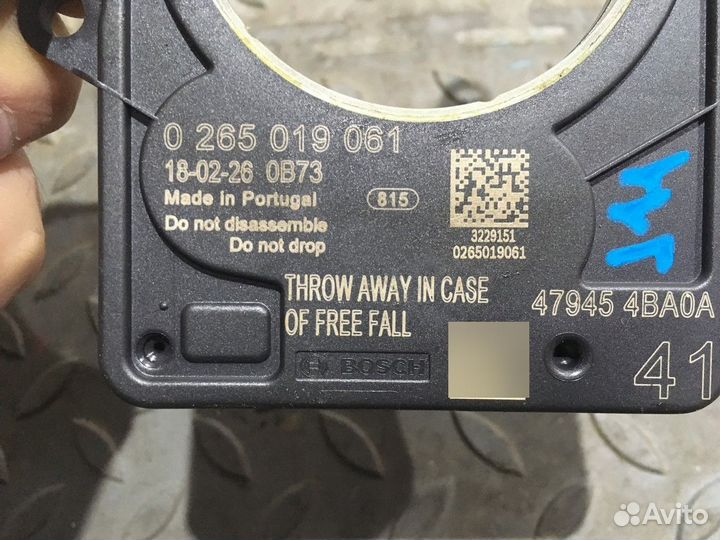 0 265 019 061
18-02-26 0B73
Made in Portugal
815
Do not disassemble
Do not drop
3229151
0265019061
THROW AWAY IN CASE
OF FREE FALL
47945 4BA0A
BOSCH
41
Avito